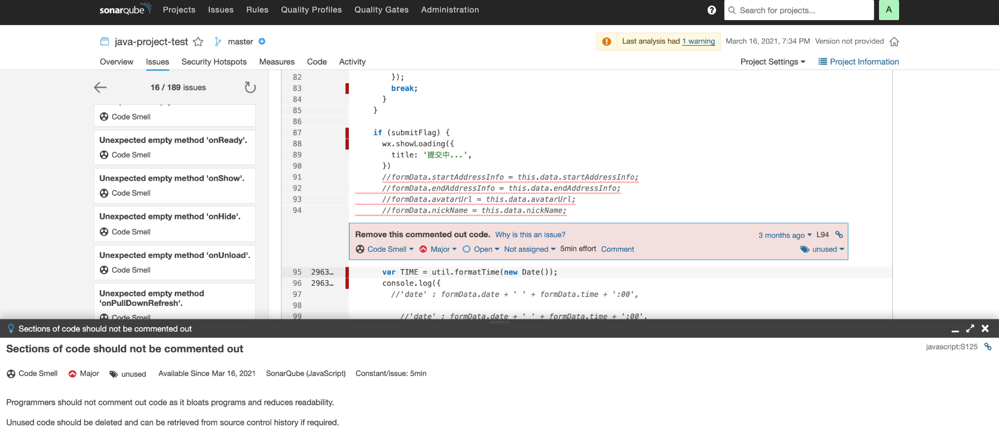 sonarqube Projects Issues Rules Quality Profiles Quality Gates Administration ? Search for projects... A
java-project-test master Last analysis had 1 warning March 16, 2021, 7:34 PM Version not provided
Overview Issues Security Hotspots Measures Code Activity Project Settings Project Information
16 / 189 issues
Code Smell
Unexpected empty method 'onReady'.
Code Smell
Unexpected empty method 'onShow'.
Code Smell
Unexpected empty method 'onHide'.
Code Smell
Unexpected empty method 'onUnload'.
Code Smell
Unexpected empty method
'onPullDownRefresh'.
Code Smell
82 });
83 break;
84 }
85 }
86
87 if (submitFlag) {
88 wx.showLoading({
89 title: '提交中...',
90 })
91 //formData.startAddressInfo = this.data.startAddressInfo;
92 //formData.endAddressInfo = this.data.endAddressInfo;
93 //formData.avatarUrl = this.data.avatarUrl;
94 //formData.nickName = this.data.nickName;
Remove this commented out code. Why is this an issue? 3 months ago L94
Code Smell Major Open Not assigned 5min effort Comment unused
95 2963… var TIME = util.formatTime(new Date());
96 2963… console.log({
97 //'date' : formData.date + ' ' + formData.time + ':00',
98
99 //'date' : formData.date + ' ' + formData.time + ':00',
Sections of code should not be commented out
Sections of code should not be commented out javascript:S125
Code Smell Major unused Available Since Mar 16, 2021 SonarQube (JavaScript) Constant/issue: 5min
Programmers should not comment out code as it bloats programs and reduces readability.
Unused code should be deleted and can be retrieved from source control history if required.